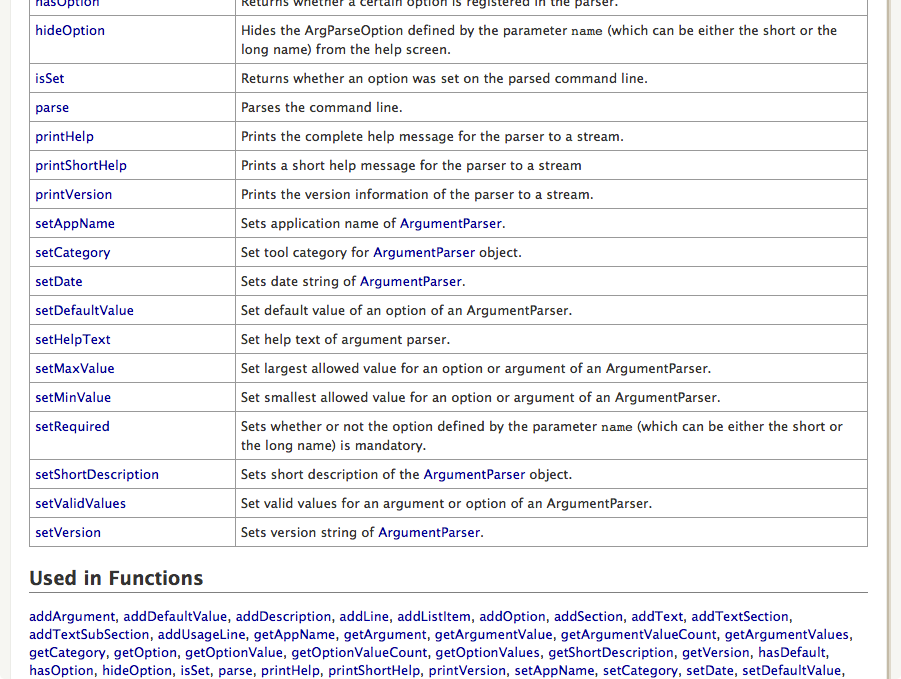 hasOption Returns whether a certain option is registered in the parser.
hideOption Hides the ArgParseOption defined by the parameter name (which can be either the short or the
long name) from the help screen.
isSet Returns whether an option was set on the parsed command line.
parse Parses the command line.
printHelp Prints the complete help message for the parser to a stream.
printShortHelp Prints a short help message for the parser to a stream
printVersion Prints the version information of the parser to a stream.
setAppName Sets application name of ArgumentParser.
setCategory Set tool category for ArgumentParser object.
setDate Sets date string of ArgumentParser.
setDefaultValue Set default value of an option of an ArgumentParser.
setHelpText Set help text of argument parser.
setMaxValue Set largest allowed value for an option or argument of an ArgumentParser.
setMinValue Set smallest allowed value for an option or argument of an ArgumentParser.
setRequired Sets whether or not the option defined by the parameter name (which can be either the short or
the long name) is mandatory.
setShortDescription Sets short description of the ArgumentParser object.
setValidValues Set valid values for an argument or option of an ArgumentParser.
setVersion Sets version string of ArgumentParser.
Used in Functions
addArgument, addDefaultValue, addDescription, addLine, addListItem, addOption, addSection, addText, addTextSection,
addTextSubSection, addUsageLine, getAppName, getArgument, getArgumentValue, getArgumentValueCount, getArgumentValues,
getCategory, getOption, getOptionValue, getOptionValueCount, getOptionValues, getShortDescription, getVersion, hasDefault,
hasOption, hideOption, isSet, parse, printHelp, printShortHelp, printVersion, setAppName, setCategory, setDate, setDefaultValue,